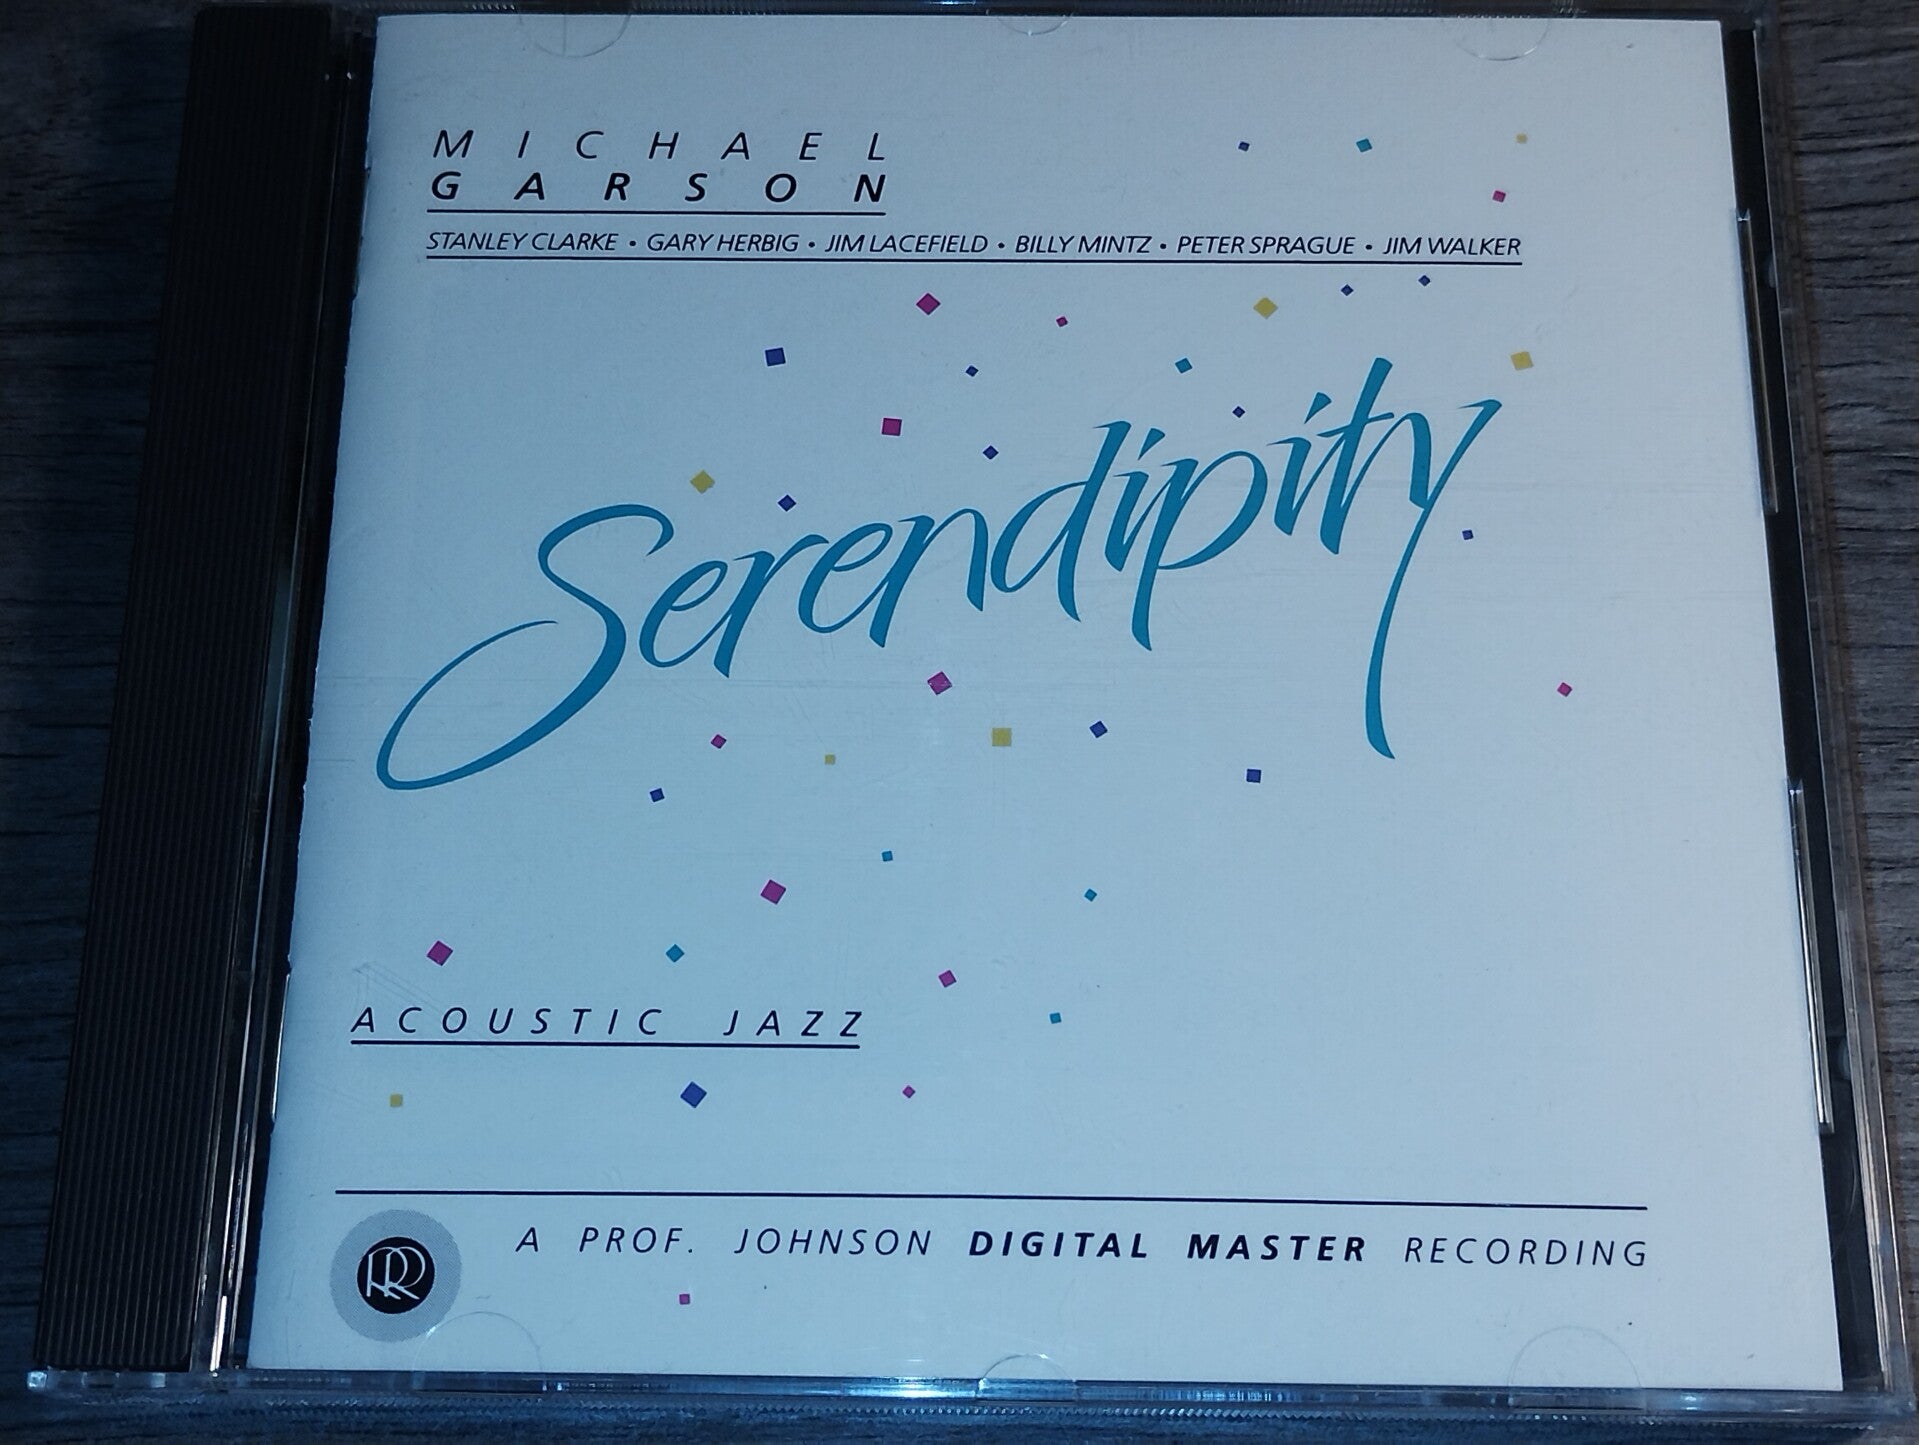 MICHAEL
GARSON
STANLEY CLARKE • GARY HERBIG • JIM LACEFIELD • BILLY MINTZ • PETER SPRAGUE • JIM WALKER
Serendipity
ACOUSTIC JAZZ
RR
A PROF. JOHNSON DIGITAL MASTER RECORDING